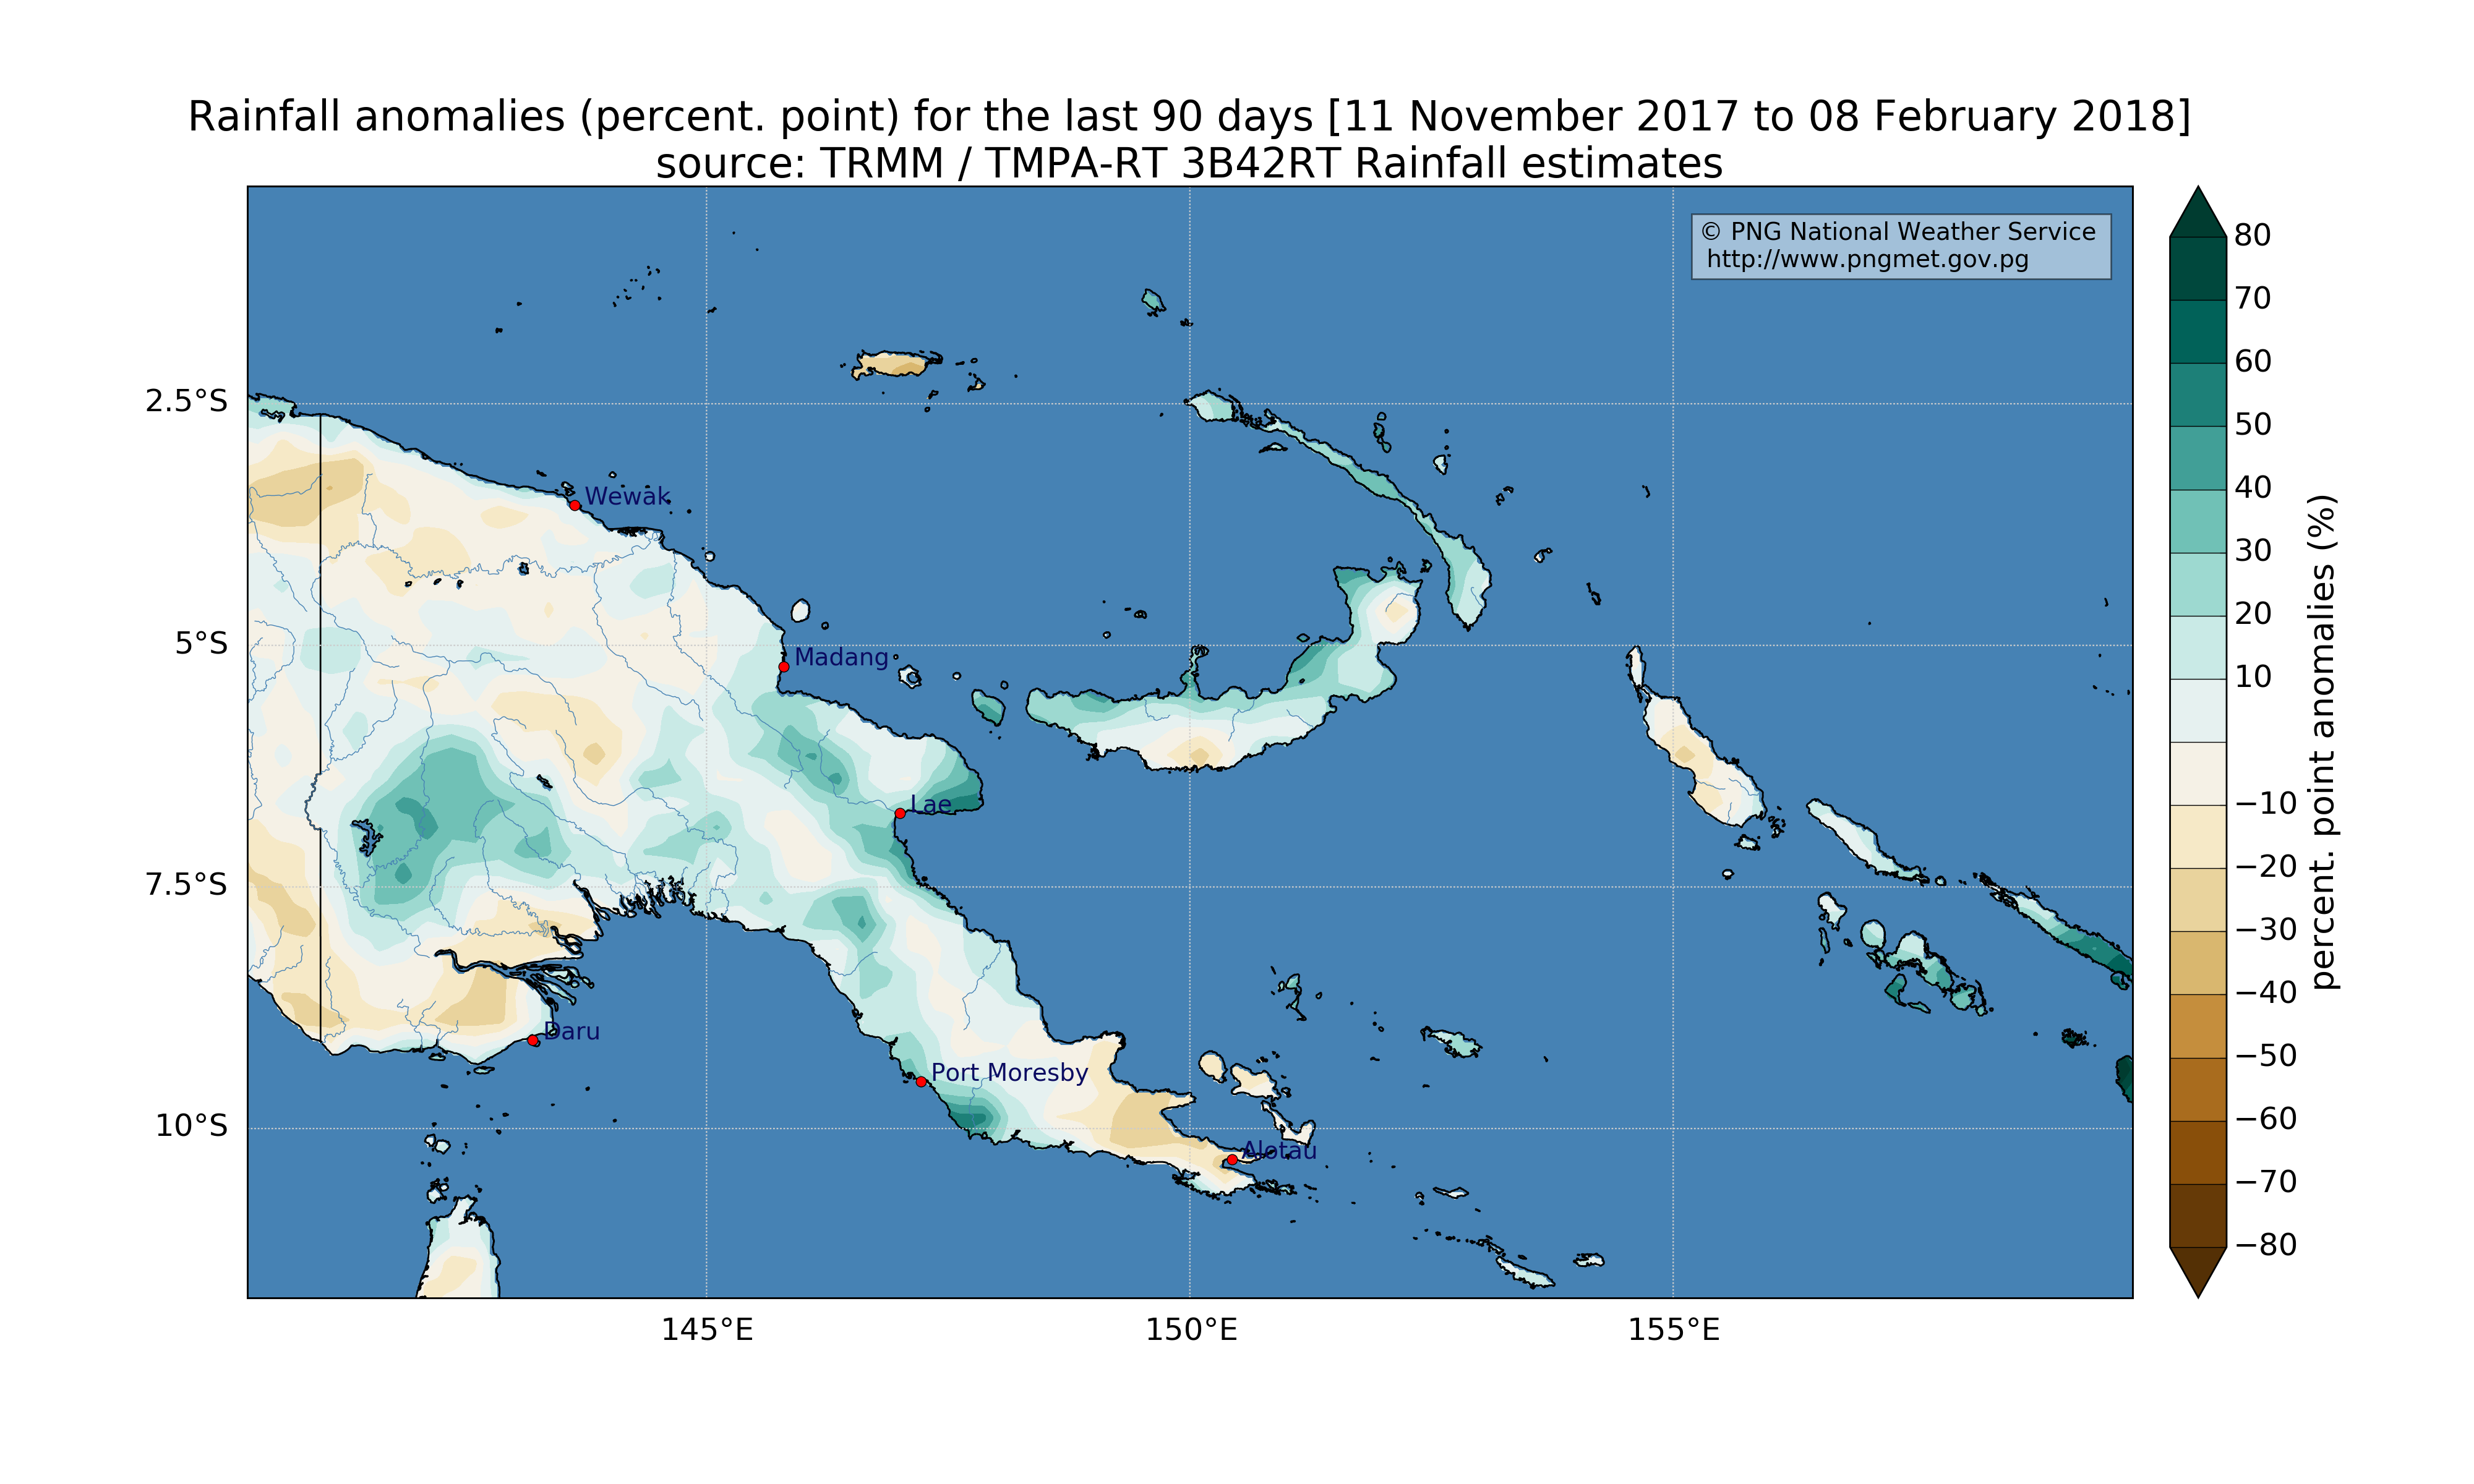 Rainfall anomalies (percent. point) for the last 90 days [11 November 2017 to 08 February 2018]
source: TRMM / TMPA-RT 3B42RT Rainfall estimates
© PNG National Weather Service
http://www.pngmet.gov.pg
2.5°S
5°S
7.5°S
10°S
Wewak
Madang
Lae
Daru
Port Moresby
Alotau
145°E
150°E
155°E
80
70
60
50
40
30
20
10
−10
−20
−30
−40
−50
−60
−70
−80
percent. point anomalies (%)